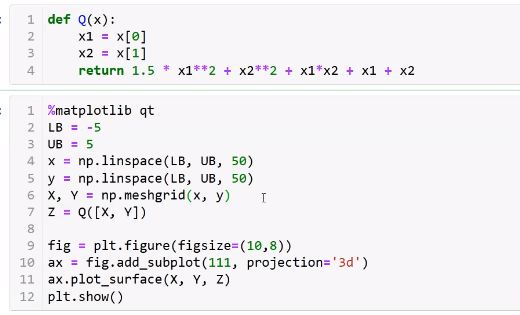 1 def Q(x):
2     x1 = x[0]
3     x2 = x[1]
4     return 1.5 * x1**2 + x2**2 + x1*x2 + x1 + x2
1 %matplotlib qt
2 LB = -5
3 UB = 5
4 x = np.linspace(LB, UB, 50)
5 y = np.linspace(LB, UB, 50)
6 X, Y = np.meshgrid(x, y)
7 Z = Q([X, Y])
8
9 fig = plt.figure(figsize=(10,8))
10 ax = fig.add_subplot(111, projection='3d')
11 ax.plot_surface(X, Y, Z)
12 plt.show()